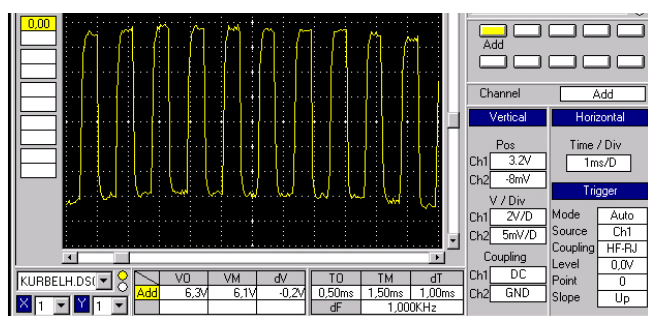 0,00
Add
Channel Add
Vertical
Pos
Ch1 3.2V
Ch2 -8mV
V / Div
Ch1 2V/D
Ch2 5mV/D
Coupling
Ch1 DC
Ch2 GND
Horizontal
Time / Div
1ms/D
Trigger
Mode Auto
Source Ch1
Coupling HF-RJ
Level 0,0V
Point 0
Slope Up
KURBELH.DS(
X 1 Y 1
VO VM dV
Add 6,3V 6,1V -0,2V
TO TM dT
0,50ms 1,50ms 1,00ms
dF 1,000KHz